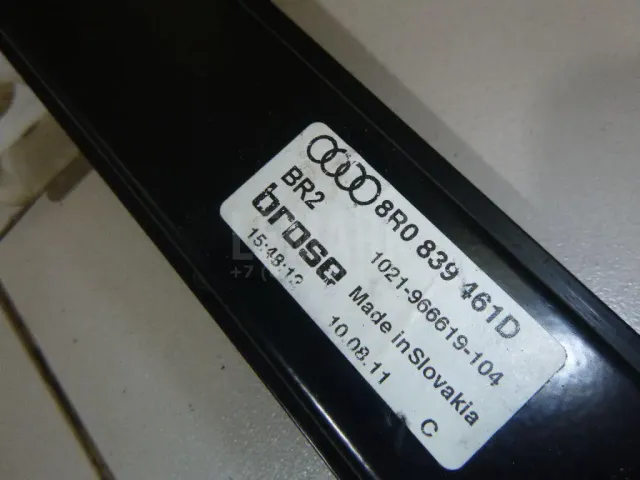 8R0 839 461D
BR2
1021-966619-104
brose
Made in Slovakia
15:48:12
10.08.11
C